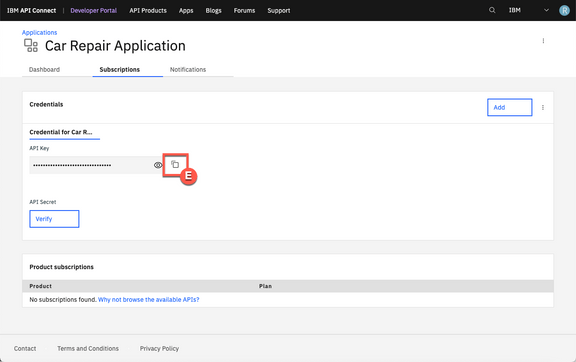 IBM API Connect | Developer Portal API Products Apps Blogs Forums Support IBM R
Applications
Car Repair Application
Dashboard Subscriptions Notifications
Credentials
Add
Credential for Car R...
API Key
••••••••••••••••••••••••••••••••
E
API Secret
Verify
Product subscriptions
Product Plan
No subscriptions found. Why not browse the available APIs?
Contact Terms and Conditions Privacy Policy